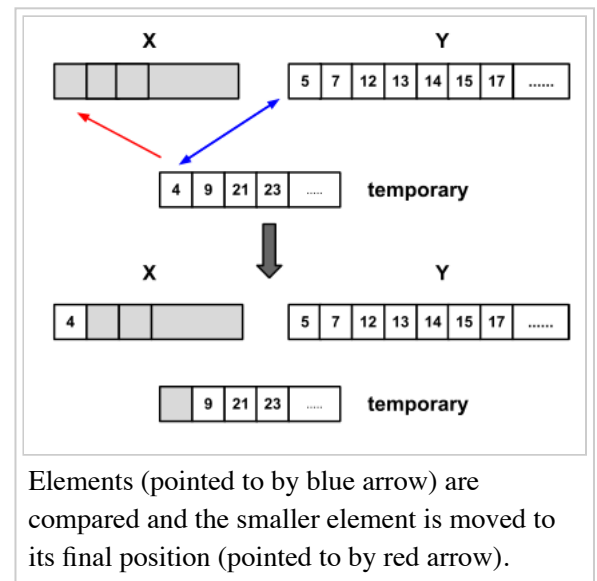 X Y
5 7 12 13 14 15 17 ......
4 9 21 23 ..... temporary
X Y
4 5 7 12 13 14 15 17 ......
9 21 23 ..... temporary
Elements (pointed to by blue arrow) are
compared and the smaller element is moved to
its final position (pointed to by red arrow).